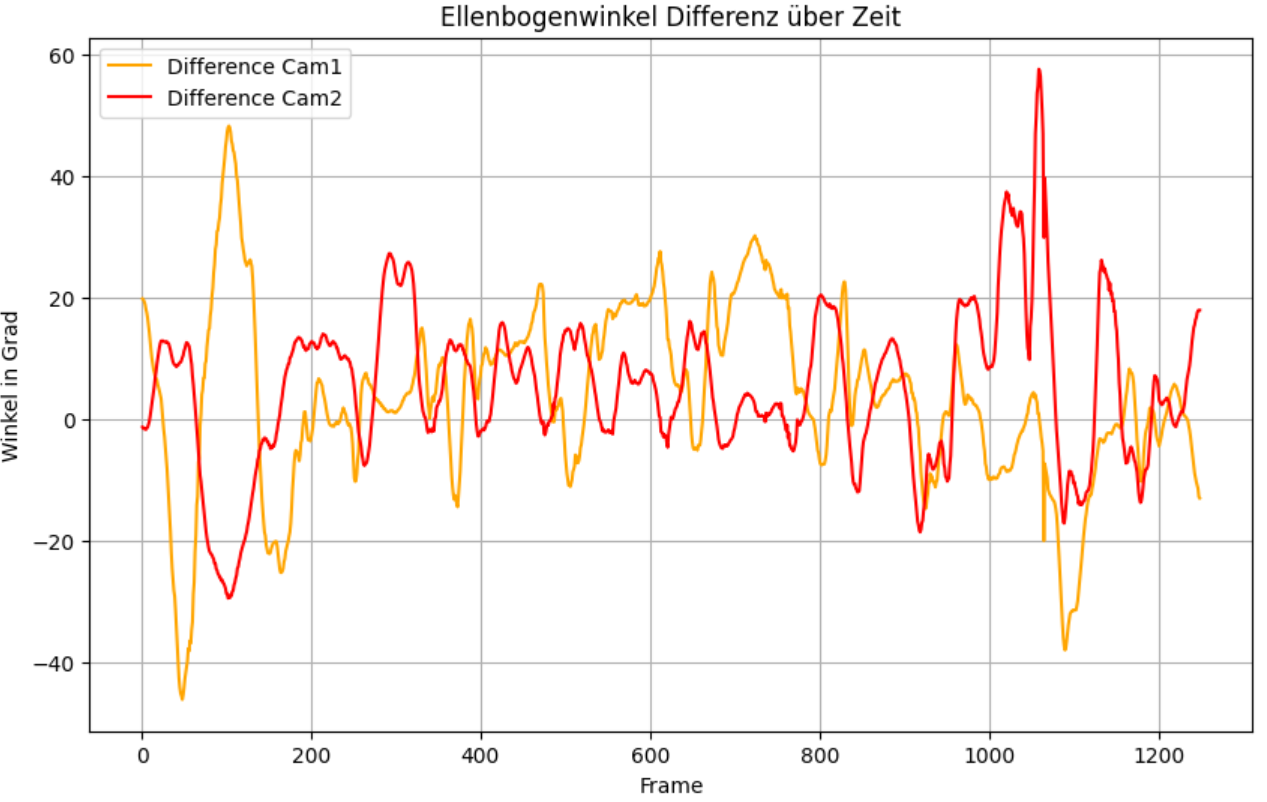 Ellenbogenwinkel Differenz über Zeit
Difference Cam1
Difference Cam2
Winkel in Grad
60
40
20
0
−20
−40
0 200 400 600 800 1000 1200
Frame